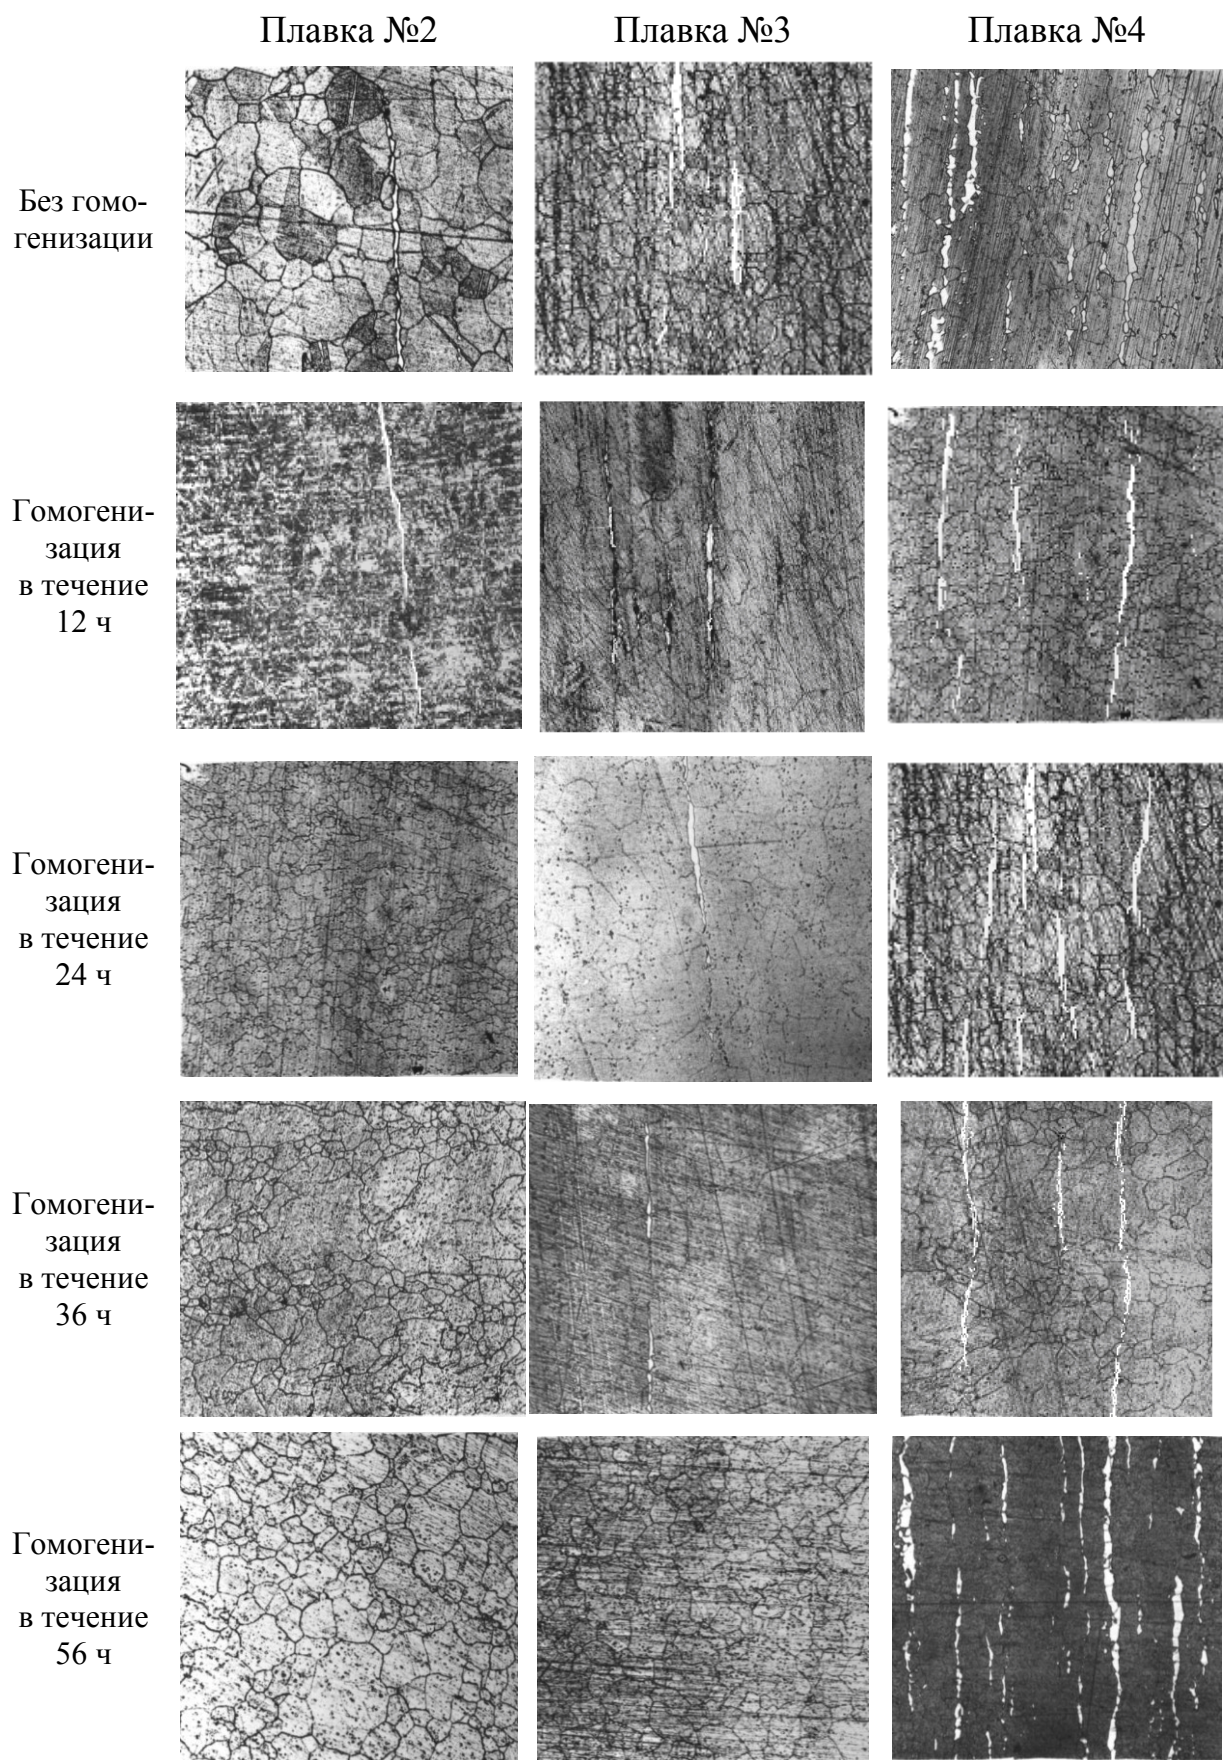 Плавка №2 Плавка №3 Плавка №4
Без гомо-
генизации
Гомогени-
зация
в течение
12 ч
Гомогени-
зация
в течение
24 ч
Гомогени-
зация
в течение
36 ч
Гомогени-
зация
в течение
56 ч